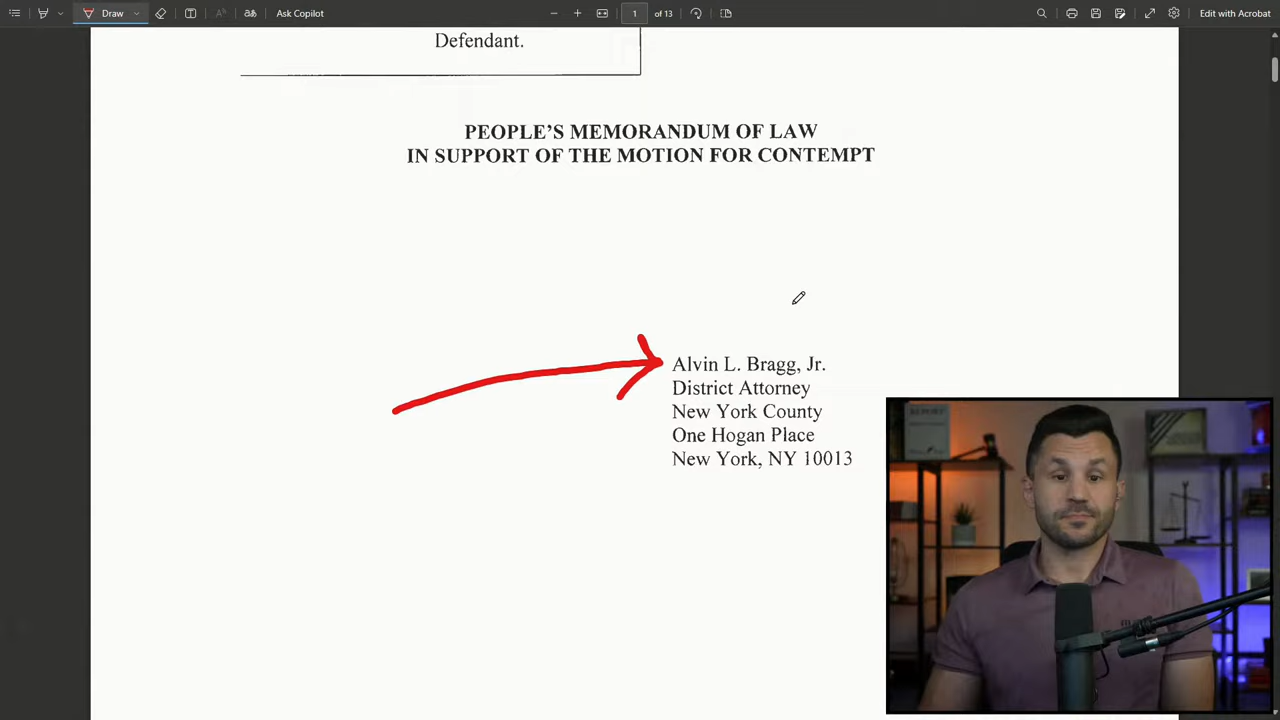 Draw
Ask Copilot
1
of 13
Edit with Acrobat
Defendant.
PEOPLE'S MEMORANDUM OF LAW
IN SUPPORT OF THE MOTION FOR CONTEMPT
Alvin L. Bragg, Jr.
District Attorney
New York County
One Hogan Place
New York, NY 10013
REPORT